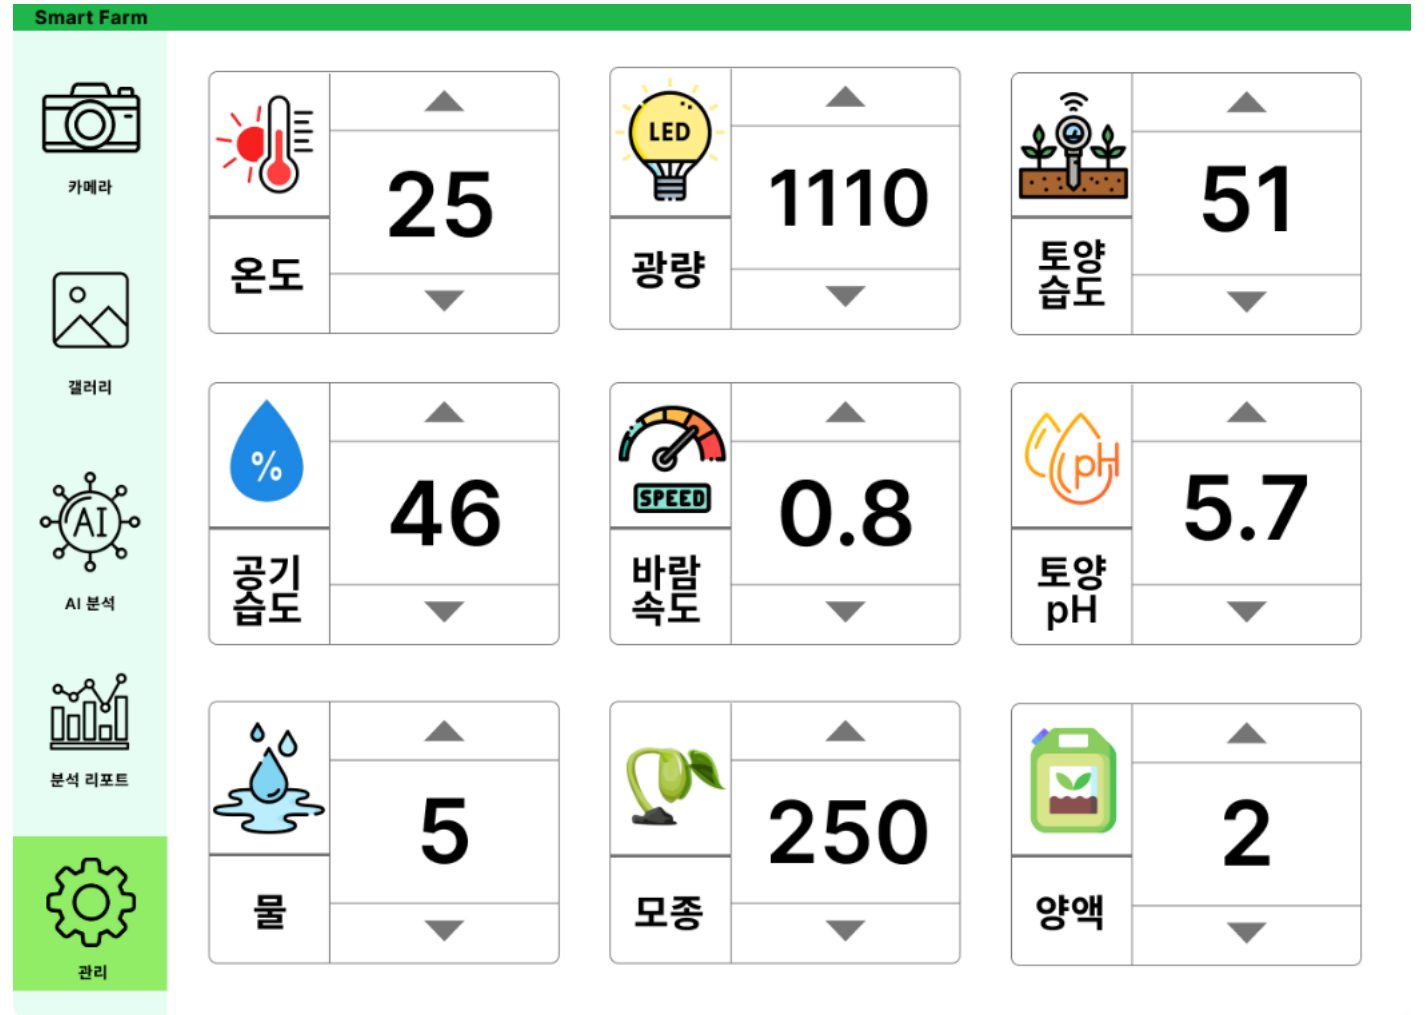 Smart Farm
카메라
갤러리
AI
AI 분석
분석 리포트
관리
온도
25
LED
광량
1110
토양
습도
51
%
공기
습도
46
SPEED
바람
속도
0.8
pH
토양
pH
5.7
물
5
모종
250
양액
2